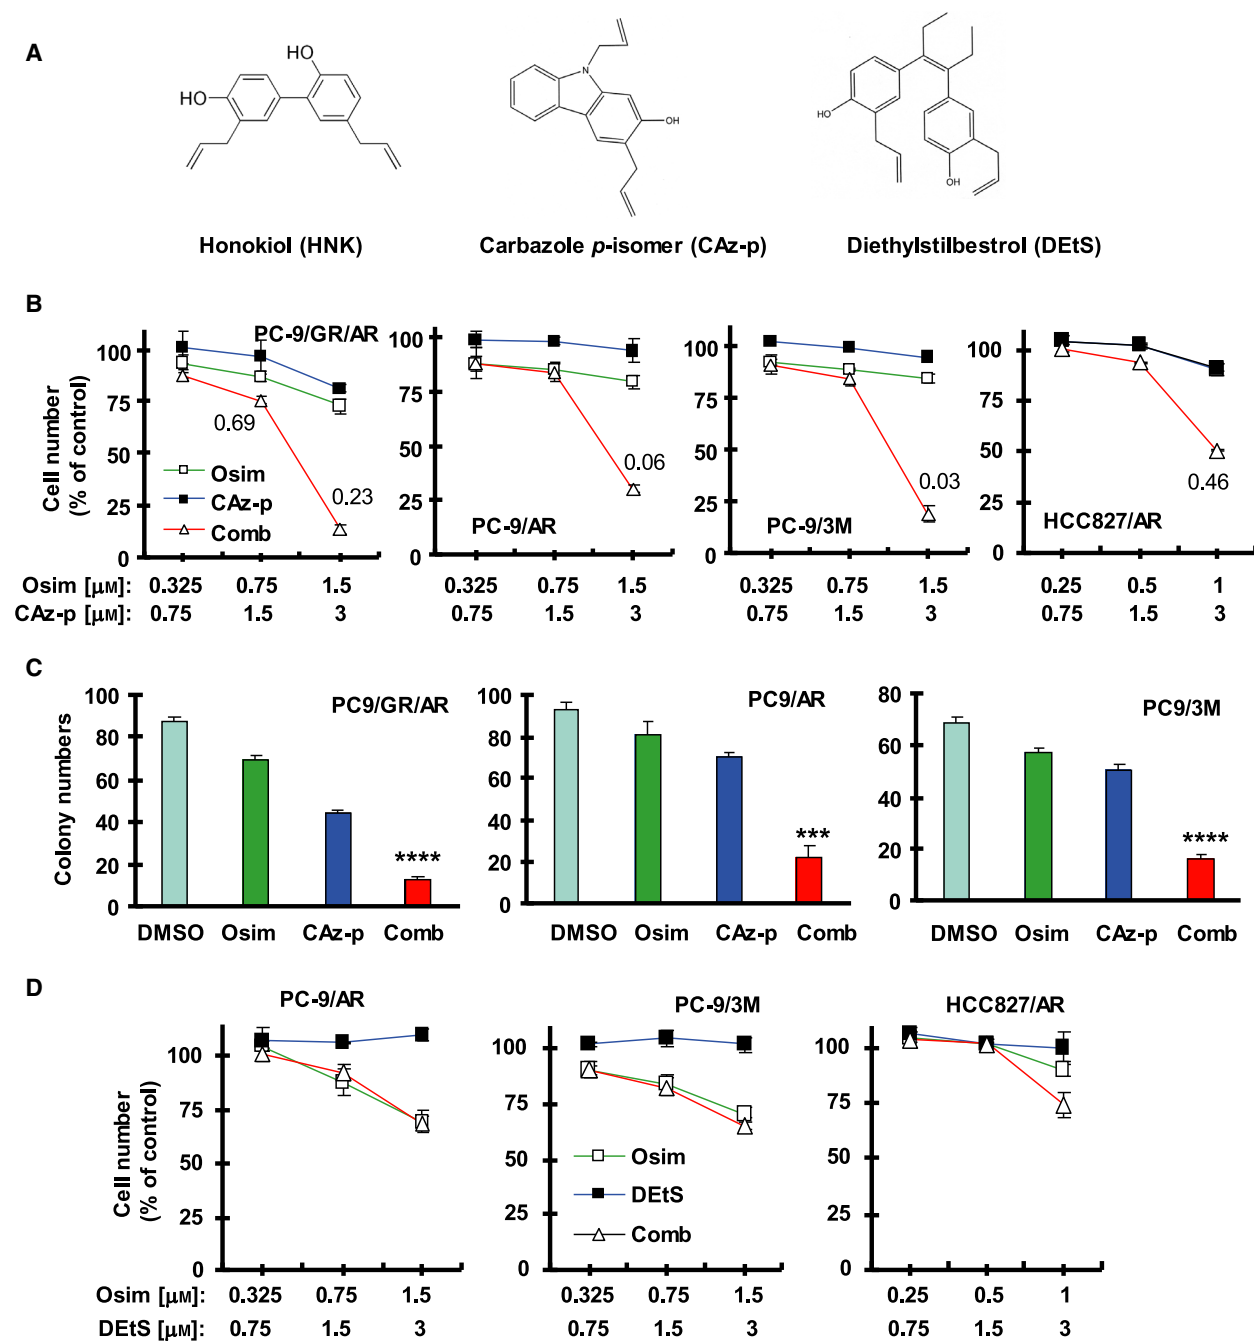 A
HO
HO
N
OH
HO
OH
Honokiol (HNK)
Carbazole p-isomer (CAz-p)
Diethylstilbestrol (DEtS)
B
Cell number
(% of control)
100
75
50
25
0
PC-9/GR/AR
0.69
0.23
Osim
CAz-p
Comb
100
75
50
25
0
PC-9/AR
0.06
100
75
50
25
0
PC-9/3M
0.03
100
75
50
25
0
HCC827/AR
0.46
Osim [µM]: 0.325 0.75 1.5 0.325 0.75 1.5 0.325 0.75 1.5 0.25 0.5 1
CAz-p [µM]: 0.75 1.5 3 0.75 1.5 3 0.75 1.5 3 0.75 1.5 3
C
Colony numbers
100
80
60
40
20
0
PC9/GR/AR
****
DMSO Osim CAz-p Comb
100
80
60
40
20
0
PC9/AR
***
DMSO Osim CAz-p Comb
80
60
40
20
0
PC9/3M
****
DMSO Osim CAz-p Comb
D
Cell number
(% of control)
PC-9/AR
100
75
50
25
0
PC-9/3M
100
75
50
25
0
Osim
DEtS
Comb
HCC827/AR
100
75
50
25
0
Osim [µM]: 0.325 0.75 1.5 0.325 0.75 1.5 0.25 0.5 1
DEtS [µM]: 0.75 1.5 3 0.75 1.5 3 0.75 1.5 3